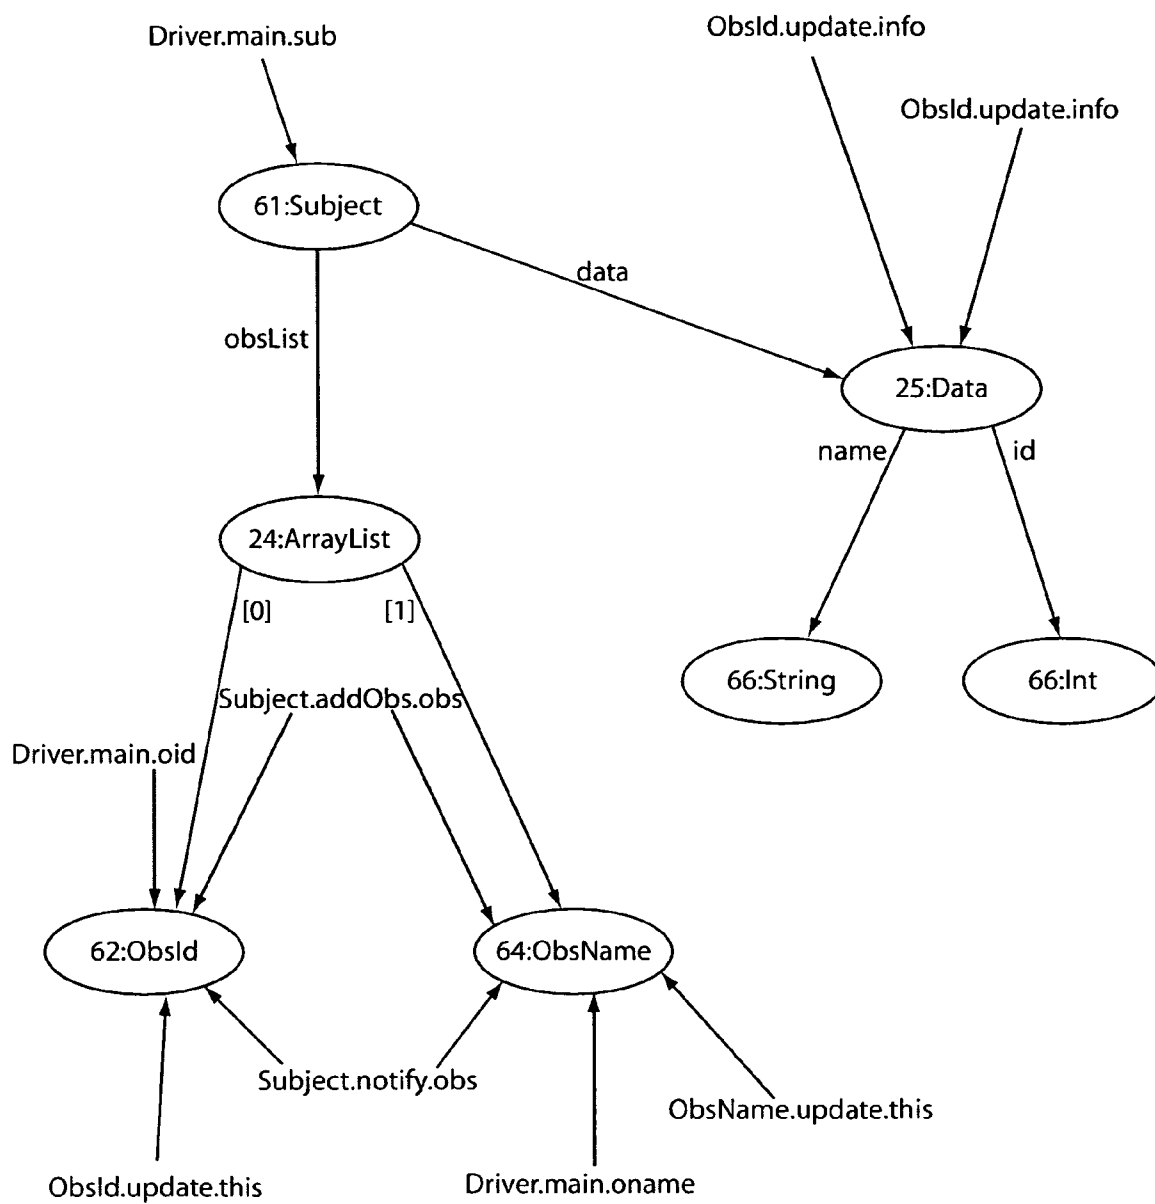 Driver.main.sub
ObsId.update.info
ObsId.update.info
61:Subject
data
obsList
25:Data
name
id
24:ArrayList
[0]
[1]
66:String
66:Int
Subject.addObs.obs
Driver.main.oid
62:ObsId
64:ObsName
Subject.notify.obs
ObsName.update.this
ObsId.update.this
Driver.main.oname